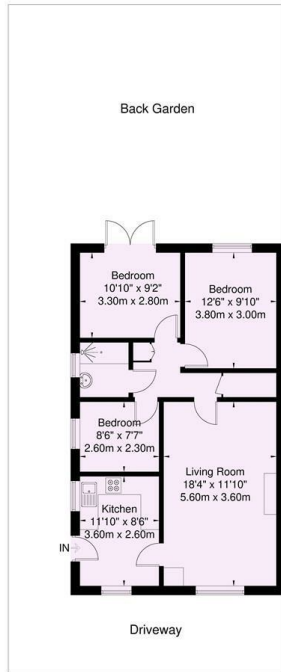 Back Garden
Bedroom
10'10" x 9'2"
3.30m x 2.80m
Bedroom
12'6" x 9'10"
3.80m x 3.00m
Bedroom
8'6" x 7'7"
2.60m x 2.30m
Living Room
18'4" x 11'10"
5.60m x 3.60m
Kitchen
11'10" x 8'6"
3.60m x 2.60m
IN
Driveway